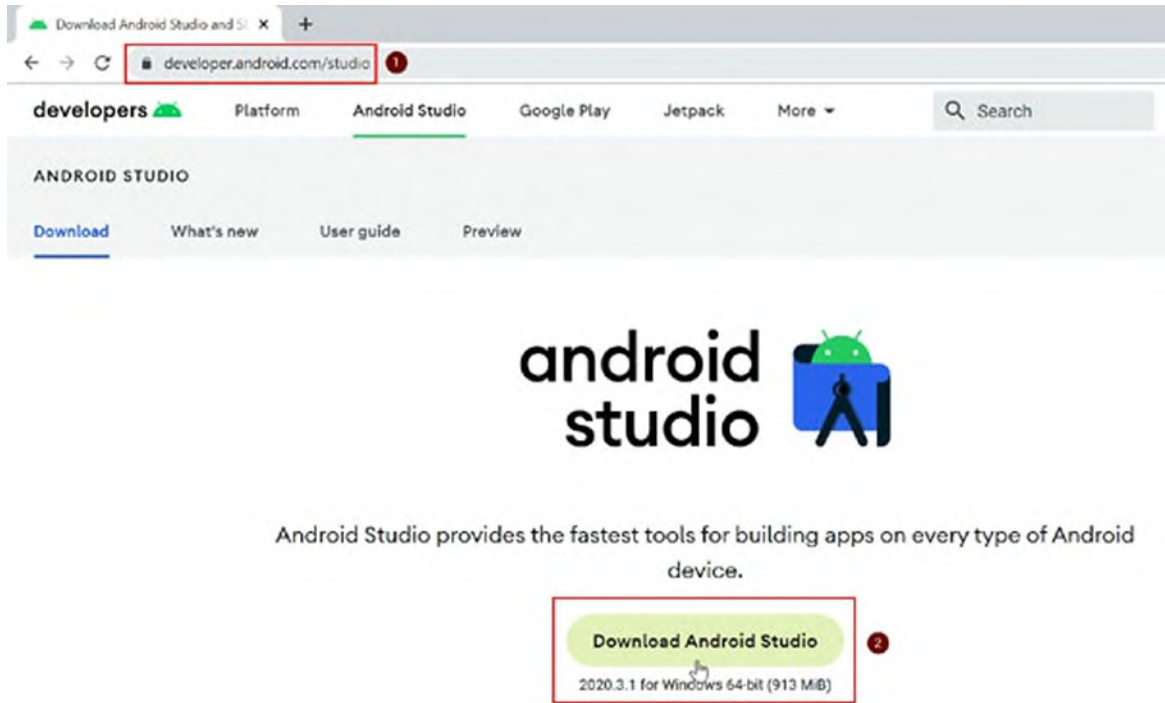 Download Android Studio and S
developer.android.com/studio 1
developers Platform Android Studio Google Play Jetpack More Search
ANDROID STUDIO
Download What's new User guide Preview
android
studio
Android Studio provides the fastest tools for building apps on every type of Android
device.
Download Android Studio 2
2020.3.1 for Windows 64-bit (913 MiB)